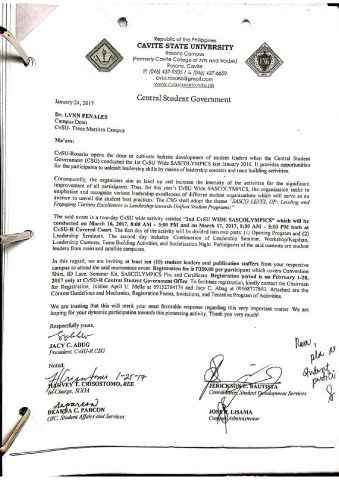 Republic of the Philippines
CAVITE STATE UNIVERSITY
Rosario Campus
(Formerly Cavite College of Arts and Trades)
Rosario, Cavite
(046) 437-9505 / (046) 437-6659
cvsu.rosario@gmail.com
www.cvsurosario.edu.ph
Central Student Government
January 24, 2017
Dr. LYNN PENALES
Campus Dean
CvSU- Trece Martires Campus
Ma'am:
CvSU-Rosario opens the door to cultivate holistic development of student leaders when the Central Student
Government (CSG) conducted the 1st CvSU Wide SASCOLYMPICS last January 2016. It provides opportunities
for the participants to unleash leadership skills by means of leadership contests and team building activities.
Consequently, the organizers aim to level up and increase the intensity of the activities for the significant
improvement of all participants. Thus, for this year's CvSU Wide SASCOLYMPICS, the organization seeks to
emphasize and recognize various leadership excellences of different student organizations which will serve as an
avenue to unveil the student best practices. The CSG shall adopt the theme "SASCO LEVEL UP: Leading and
Engaging Various Excellences in Leadership towards Unified Student Programs!"
The said event is a two-day CvSU activity entitled "2nd CvSU WIDE SASCOLYMPICS" which will be
conducted on March 16, 2017, 8:00 AM – 5:00 PM and on March 17, 2017, 8:00 AM – 8:00 PM both at
CvSU-R Covered Court. The first day of the activity will be divided into two parts: (1) Opening Program and (2)
Leadership Seminars. The second day includes: Continuation of Leadership Seminar, Workshop/Kapihan,
Leadership Contests, Team Building Activities, and Socialization Night. Participants of the said contests are student
leaders from main and satellite campuses.
In this regard, we are inviting at least ten (10) student leaders and publication staffers from your respective
campus to attend the said momentous event. Registration fee is ₱350.00 per participant which covers Convention
Shirt, ID Lace, Seminar Kit, SASCOLYMPICS Pin, and Certificate. Registration period is on February 1-28,
2017 only at CvSU-R Central Student Government Office. To facilitate registration, kindly contact the Chairman
for Registration, Justine April U. Mella at 09152784174 and Jacy C. Abug at 09168737803. Attached are the
Contest Guidelines and Mechanics, Registration Form, Invitations, and Tentative Program of Activities.
We are trusting that this will merit your most favorable response regarding this very important matter. We are
hoping for your dynamic participation towards this pioneering activity. Thank you very much!
Respectfully yours,
JACY C. ABUG
President, CvSU-R CSG
Noted:
1-25-17
HARVEY T. CRISOSTOMO, REE
In-Charge, SGOA
JERICKSON E. BAUTISTA
Coordinator, Student Development Services
DEANNA C. PARCON
OIC, Student Affairs and Services
JOSE R. LISAMA
Campus Administrator